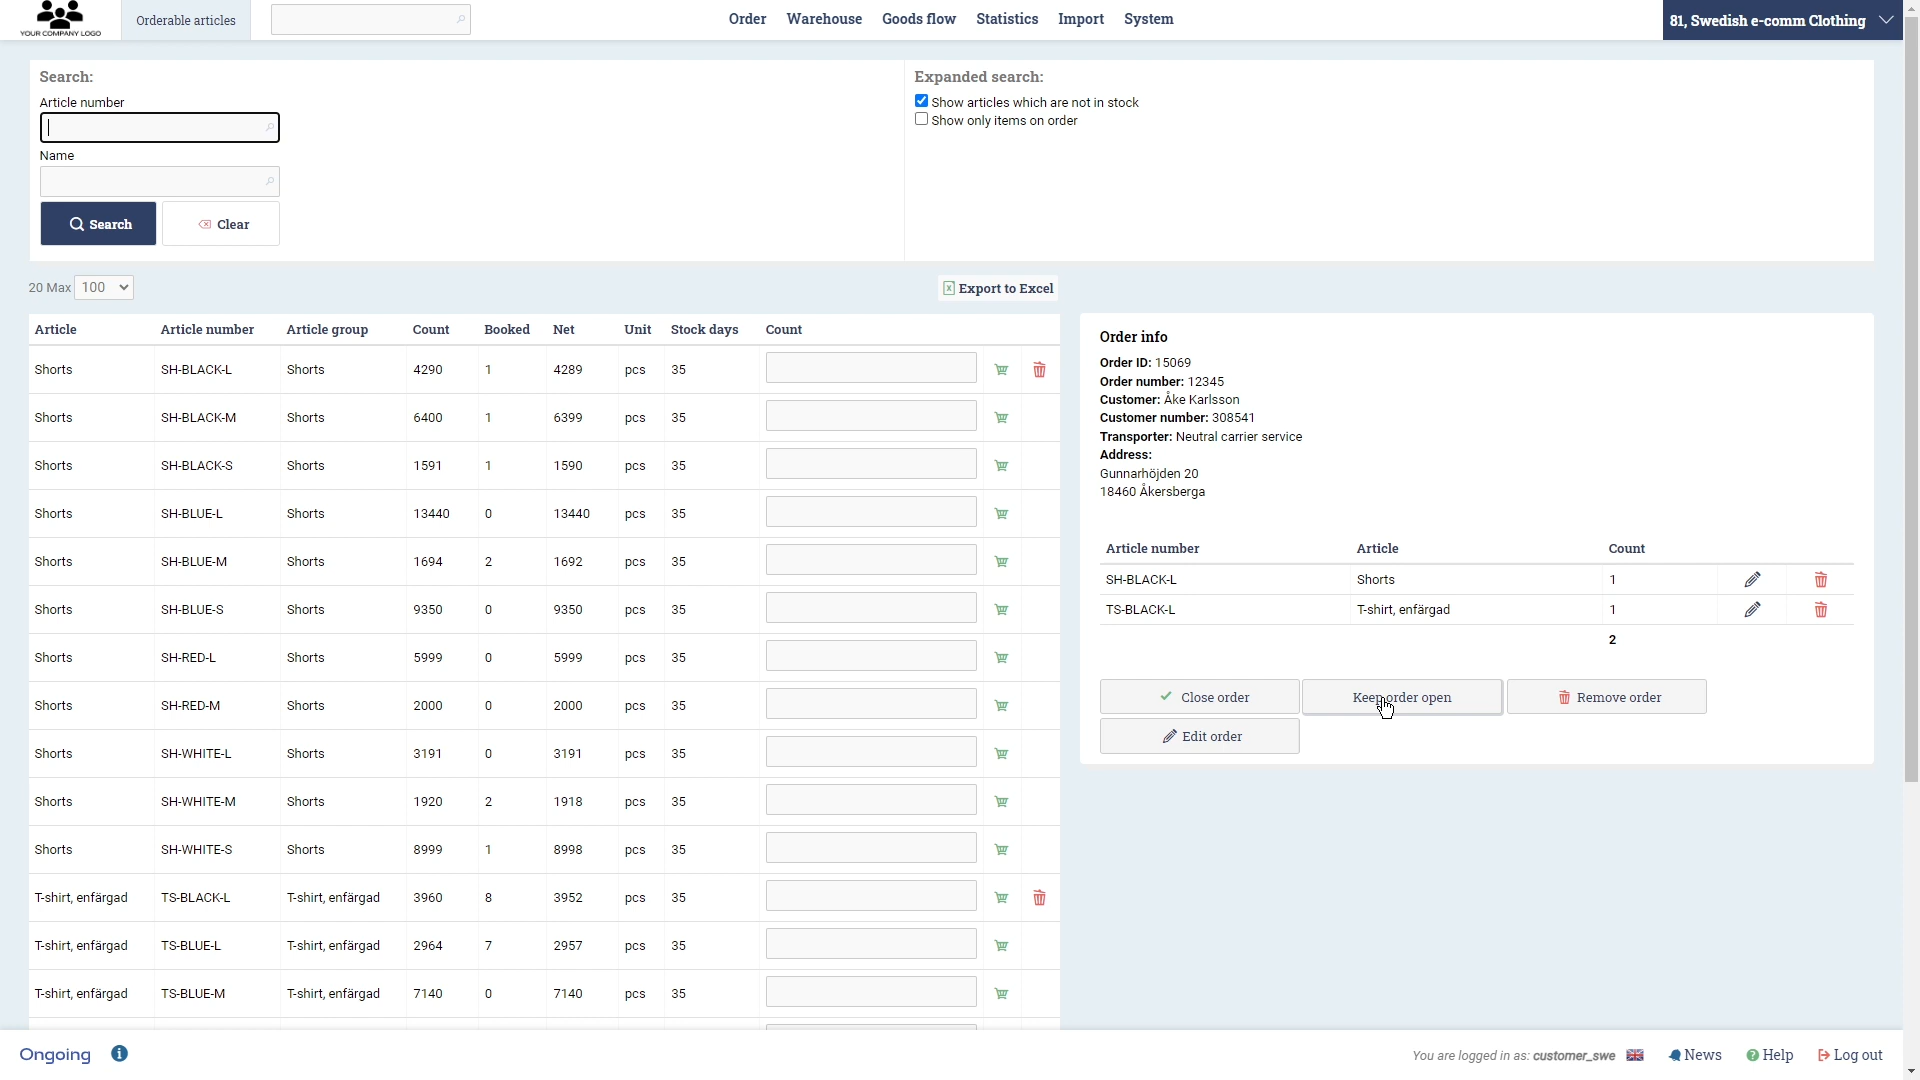 YOUR COMPANY LOGO
Orderable articles
Order Warehouse Goods flow Statistics Import System
81, Swedish e-comm Clothing
Search:
Article number
Name
Search Clear
Expanded search:
Show articles which are not in stock
Show only items on order
20 Max 100
Export to Excel
Article Article number Article group Count Booked Net Unit Stock days Count
Shorts SH-BLACK-L Shorts 4290 1 4289 pcs 35
Shorts SH-BLACK-M Shorts 6400 1 6399 pcs 35
Shorts SH-BLACK-S Shorts 1591 1 1590 pcs 35
Shorts SH-BLUE-L Shorts 13440 0 13440 pcs 35
Shorts SH-BLUE-M Shorts 1694 2 1692 pcs 35
Shorts SH-BLUE-S Shorts 9350 0 9350 pcs 35
Shorts SH-RED-L Shorts 5999 0 5999 pcs 35
Shorts SH-RED-M Shorts 2000 0 2000 pcs 35
Shorts SH-WHITE-L Shorts 3191 0 3191 pcs 35
Shorts SH-WHITE-M Shorts 1920 2 1918 pcs 35
Shorts SH-WHITE-S Shorts 8999 1 8998 pcs 35
T-shirt, enfärgad TS-BLACK-L T-shirt, enfärgad 3960 8 3952 pcs 35
T-shirt, enfärgad TS-BLUE-L T-shirt, enfärgad 2964 7 2957 pcs 35
T-shirt, enfärgad TS-BLUE-M T-shirt, enfärgad 7140 0 7140 pcs 35
Order info
Order ID: 15069
Order number: 12345
Customer: Åke Karlsson
Customer number: 308541
Transporter: Neutral carrier service
Address:
Gunnarhöjden 20
18460 Åkersberga
Article number Article Count
SH-BLACK-L Shorts 1
TS-BLACK-L T-shirt, enfärgad 1
2
Close order Keep order open Remove order
Edit order
Ongoing
You are logged in as: customer_swe News Help Log out